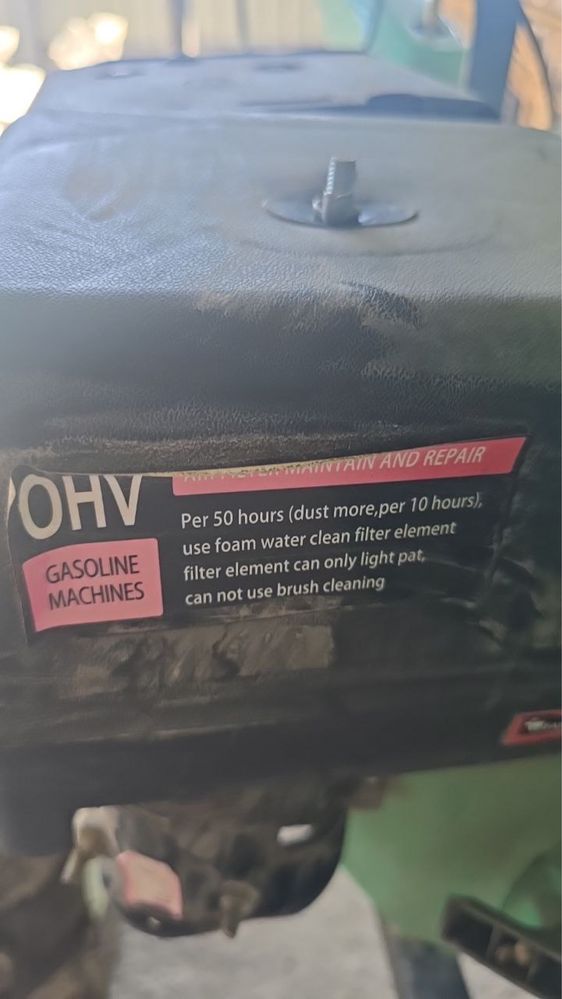 OHV
GASOLINE
MACHINES
MAINTAIN AND REPAIR
Per 50 hours (dust more,per 10 hours),
use foam water clean filter element
filter element can only light pat,
can not use brush cleaning